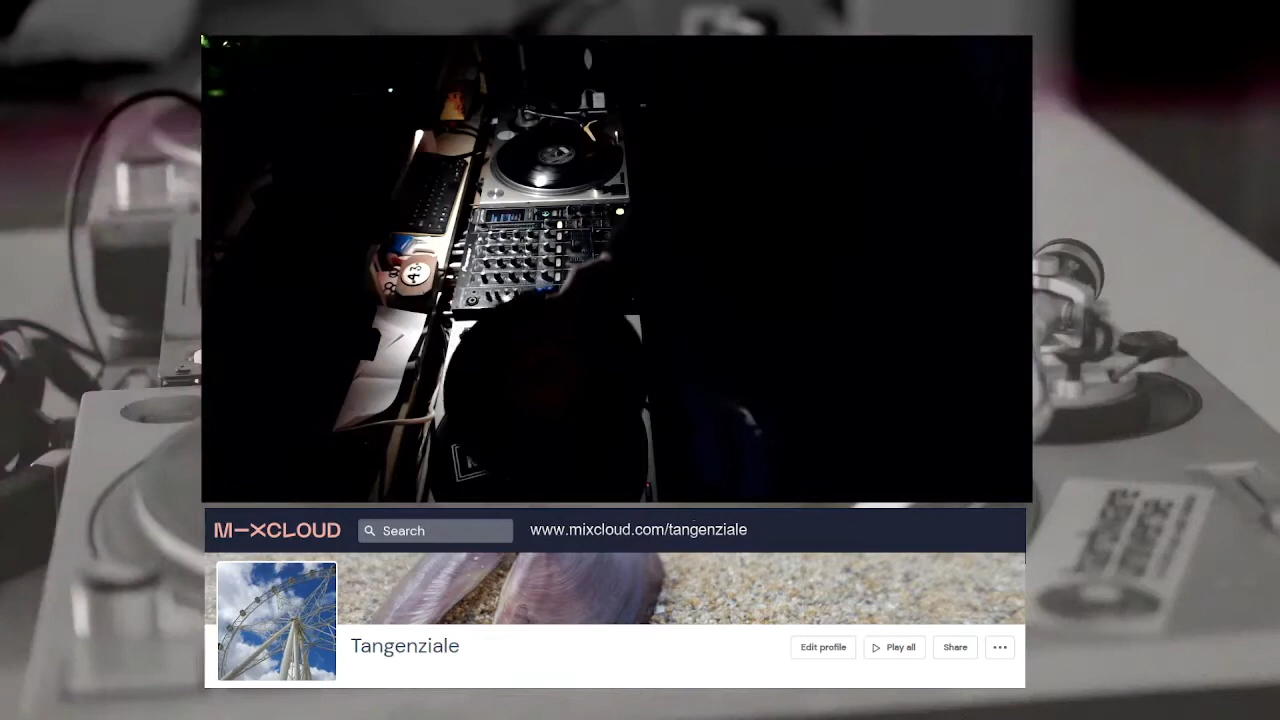 M–XCLOUD
Search
www.mixcloud.com/tangenziale
Tangenziale
Edit profile
Play all
Share